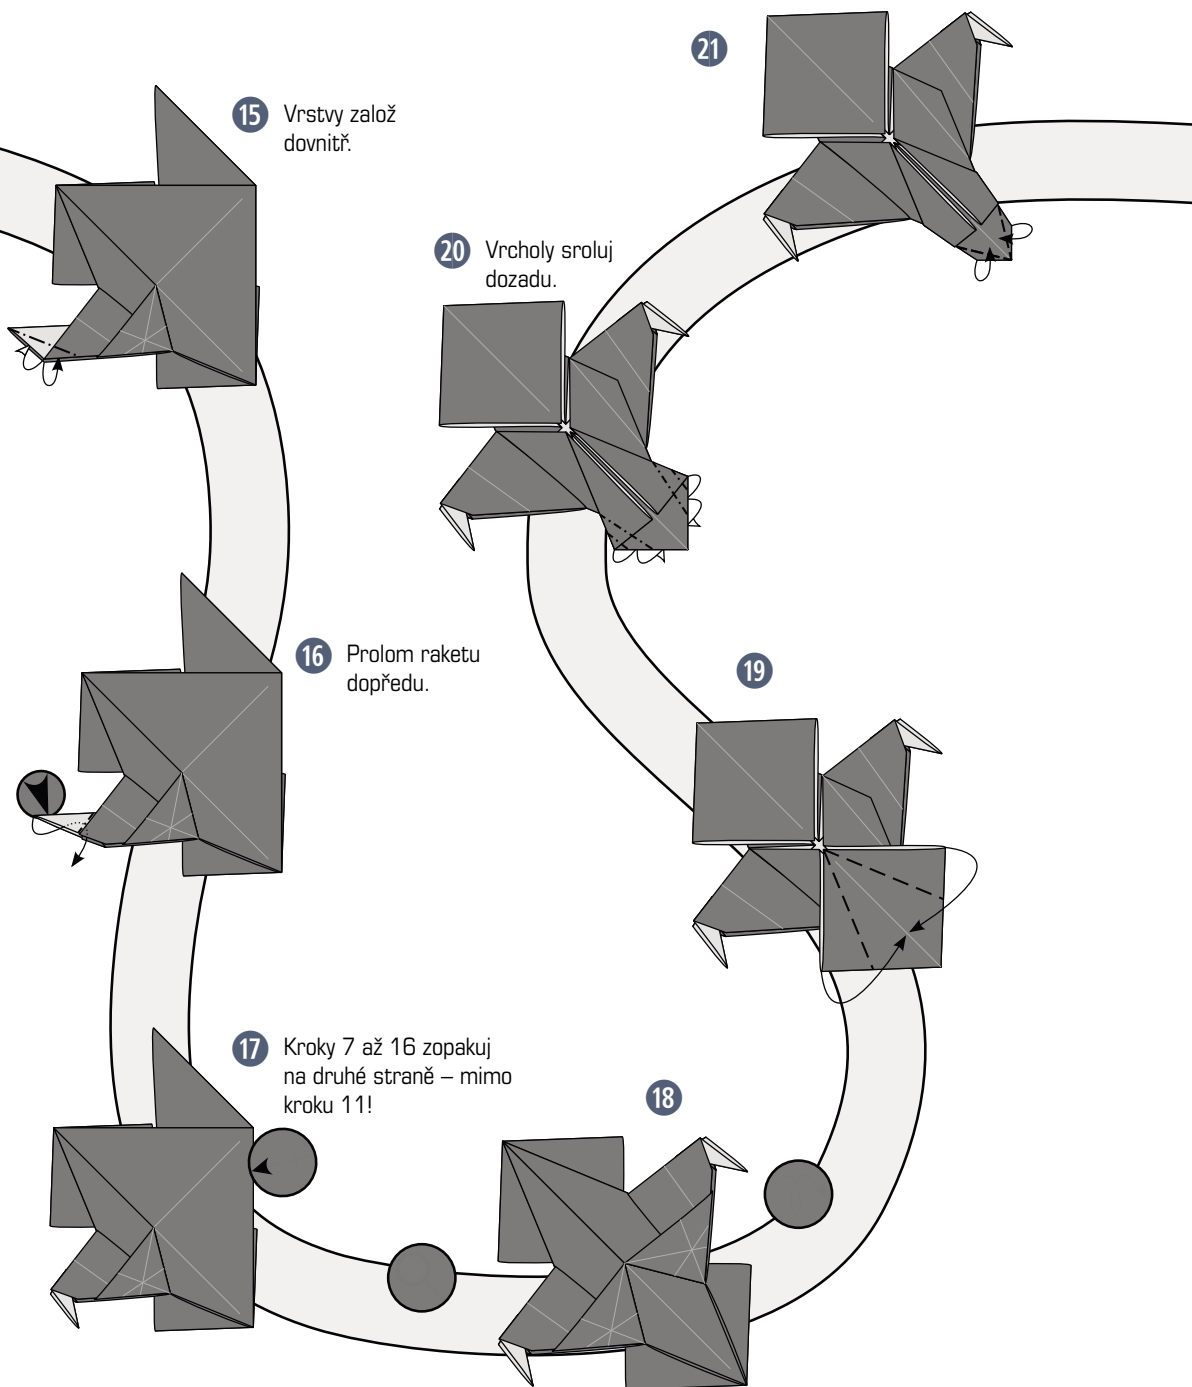 15 Vrstvy založ
dovnitř.
16 Prolom raketu
dopředu.
17 Kroky 7 až 16 zopakuj
na druhé straně – mimo
kroku 11!
18
19
20 Vrcholy sroluj
dozadu.
21